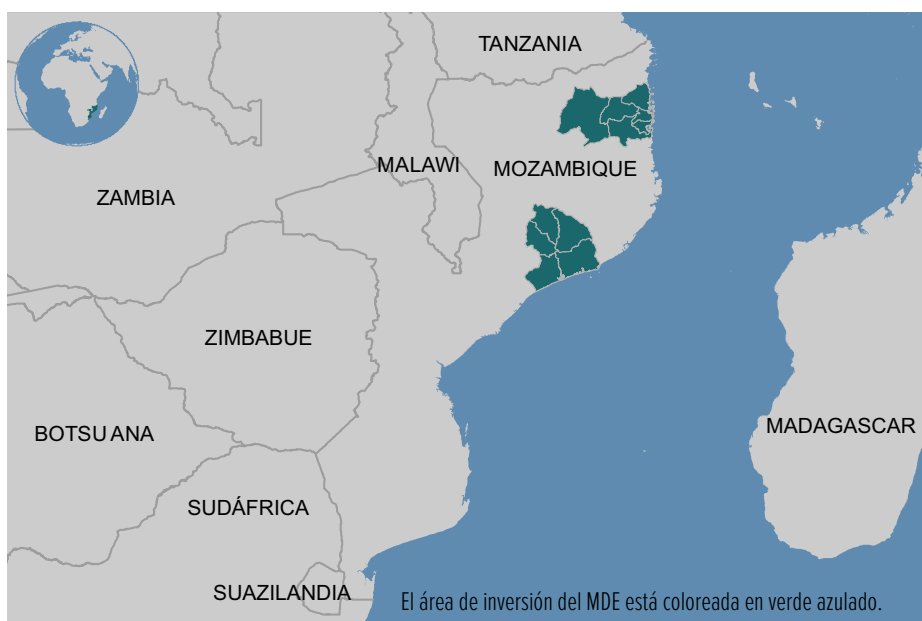 TANZANIA
MALAWI
MOZAMBIQUE
ZAMBIA
ZIMBABUE
BOTSUANA
MADAGASCAR
SUDÁFRICA
SUAZILANDIA
El área de inversión del MDE está coloreada en verde azulado.